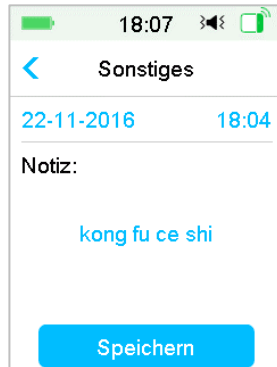 18:07
Sonstiges
22-11-2016 18:04
Notiz:
kong fu ce shi
Speichern